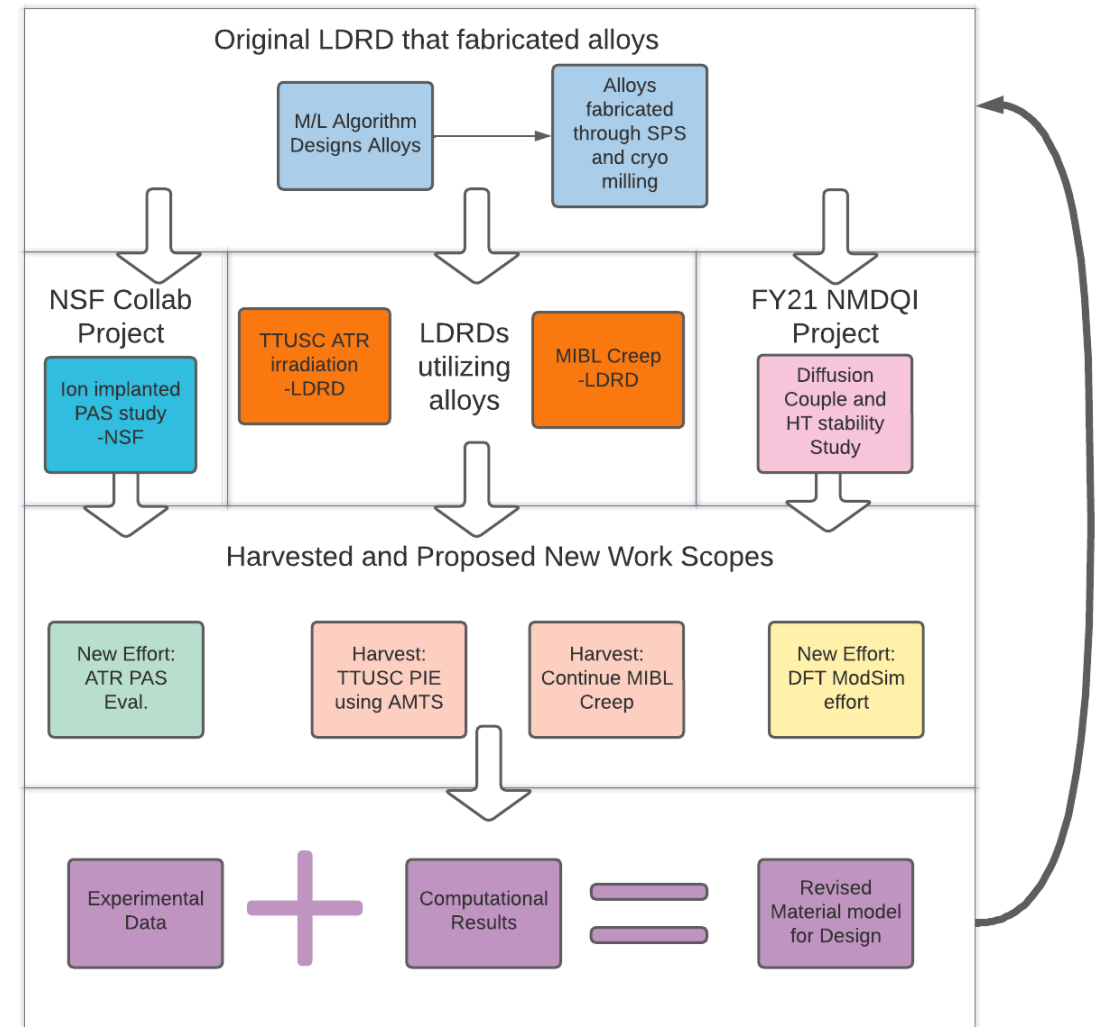 Original LDRD that fabricated alloys
M/L Algorithm
Designs Alloys
Alloys
fabricated
through SPS
and cryo
milling
NSF Collab
Project
Ion implanted
PAS study
-NSF
TTUSC ATR
irradiation
-LDRD
LDRDs
utilizing
alloys
MIBL Creep
-LDRD
FY21 NMDQI
Project
Diffusion
Couple and
HT stability
Study
Harvested and Proposed New Work Scopes
New Effort:
ATR PAS
Eval.
Harvest:
TTUSC PIE
using AMTS
Harvest:
Continue MIBL
Creep
New Effort:
DFT ModSim
effort
Experimental
Data
Computational
Results
Revised
Material model
for Design